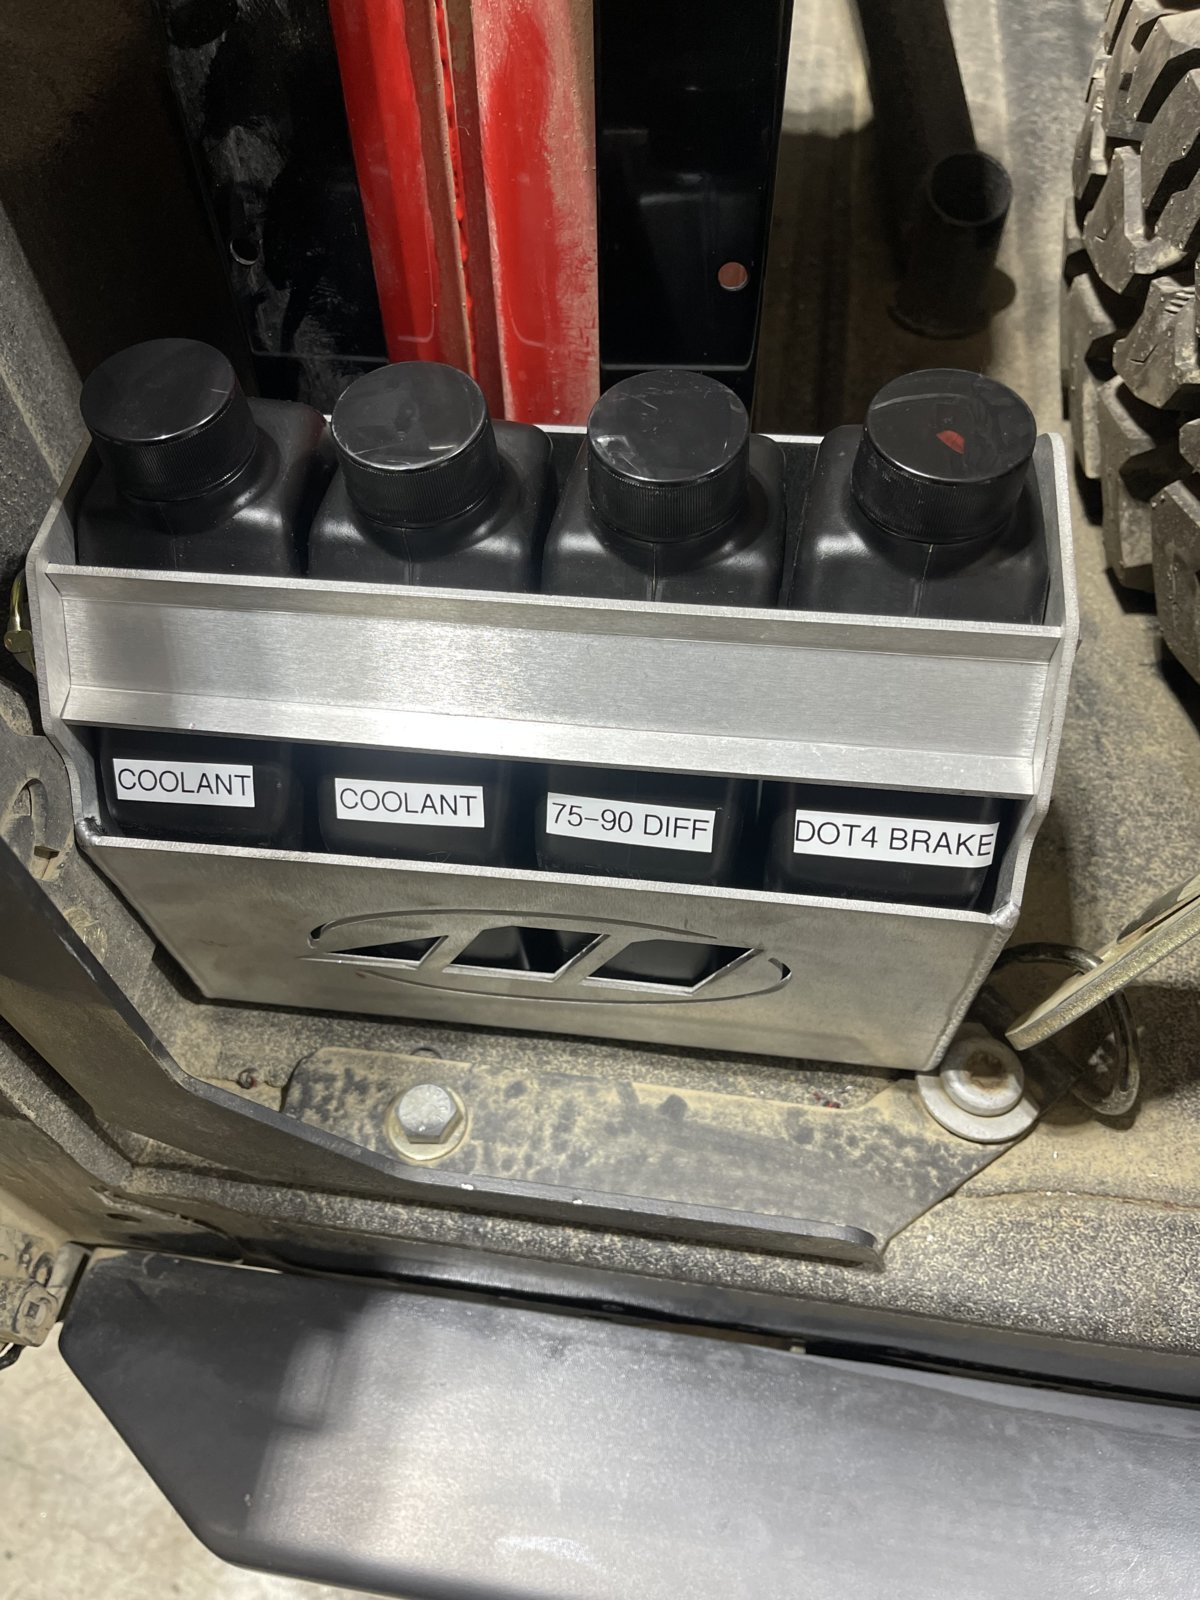 COOLANT
COOLANT
75-90 DIFF
DOT4 BRAKE